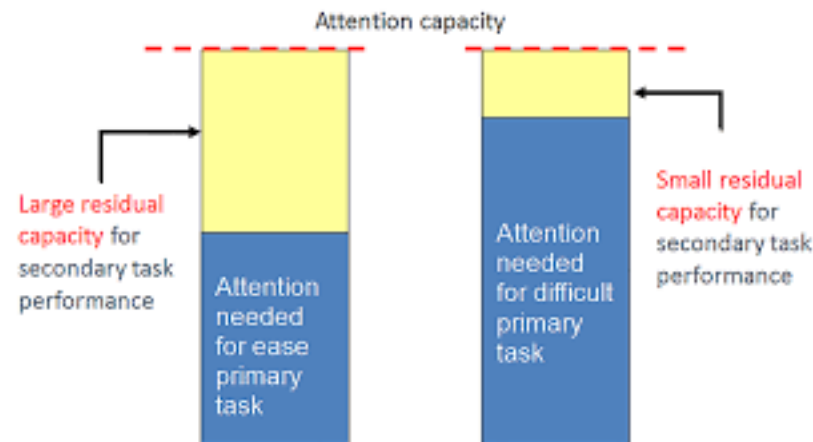 Attention capacity
Large residual
capacity for
secondary task
performance
Attention
needed
for ease
primary
task
Attention
needed
for difficult
primary
task
Small residual
capacity for
secondary task
performance